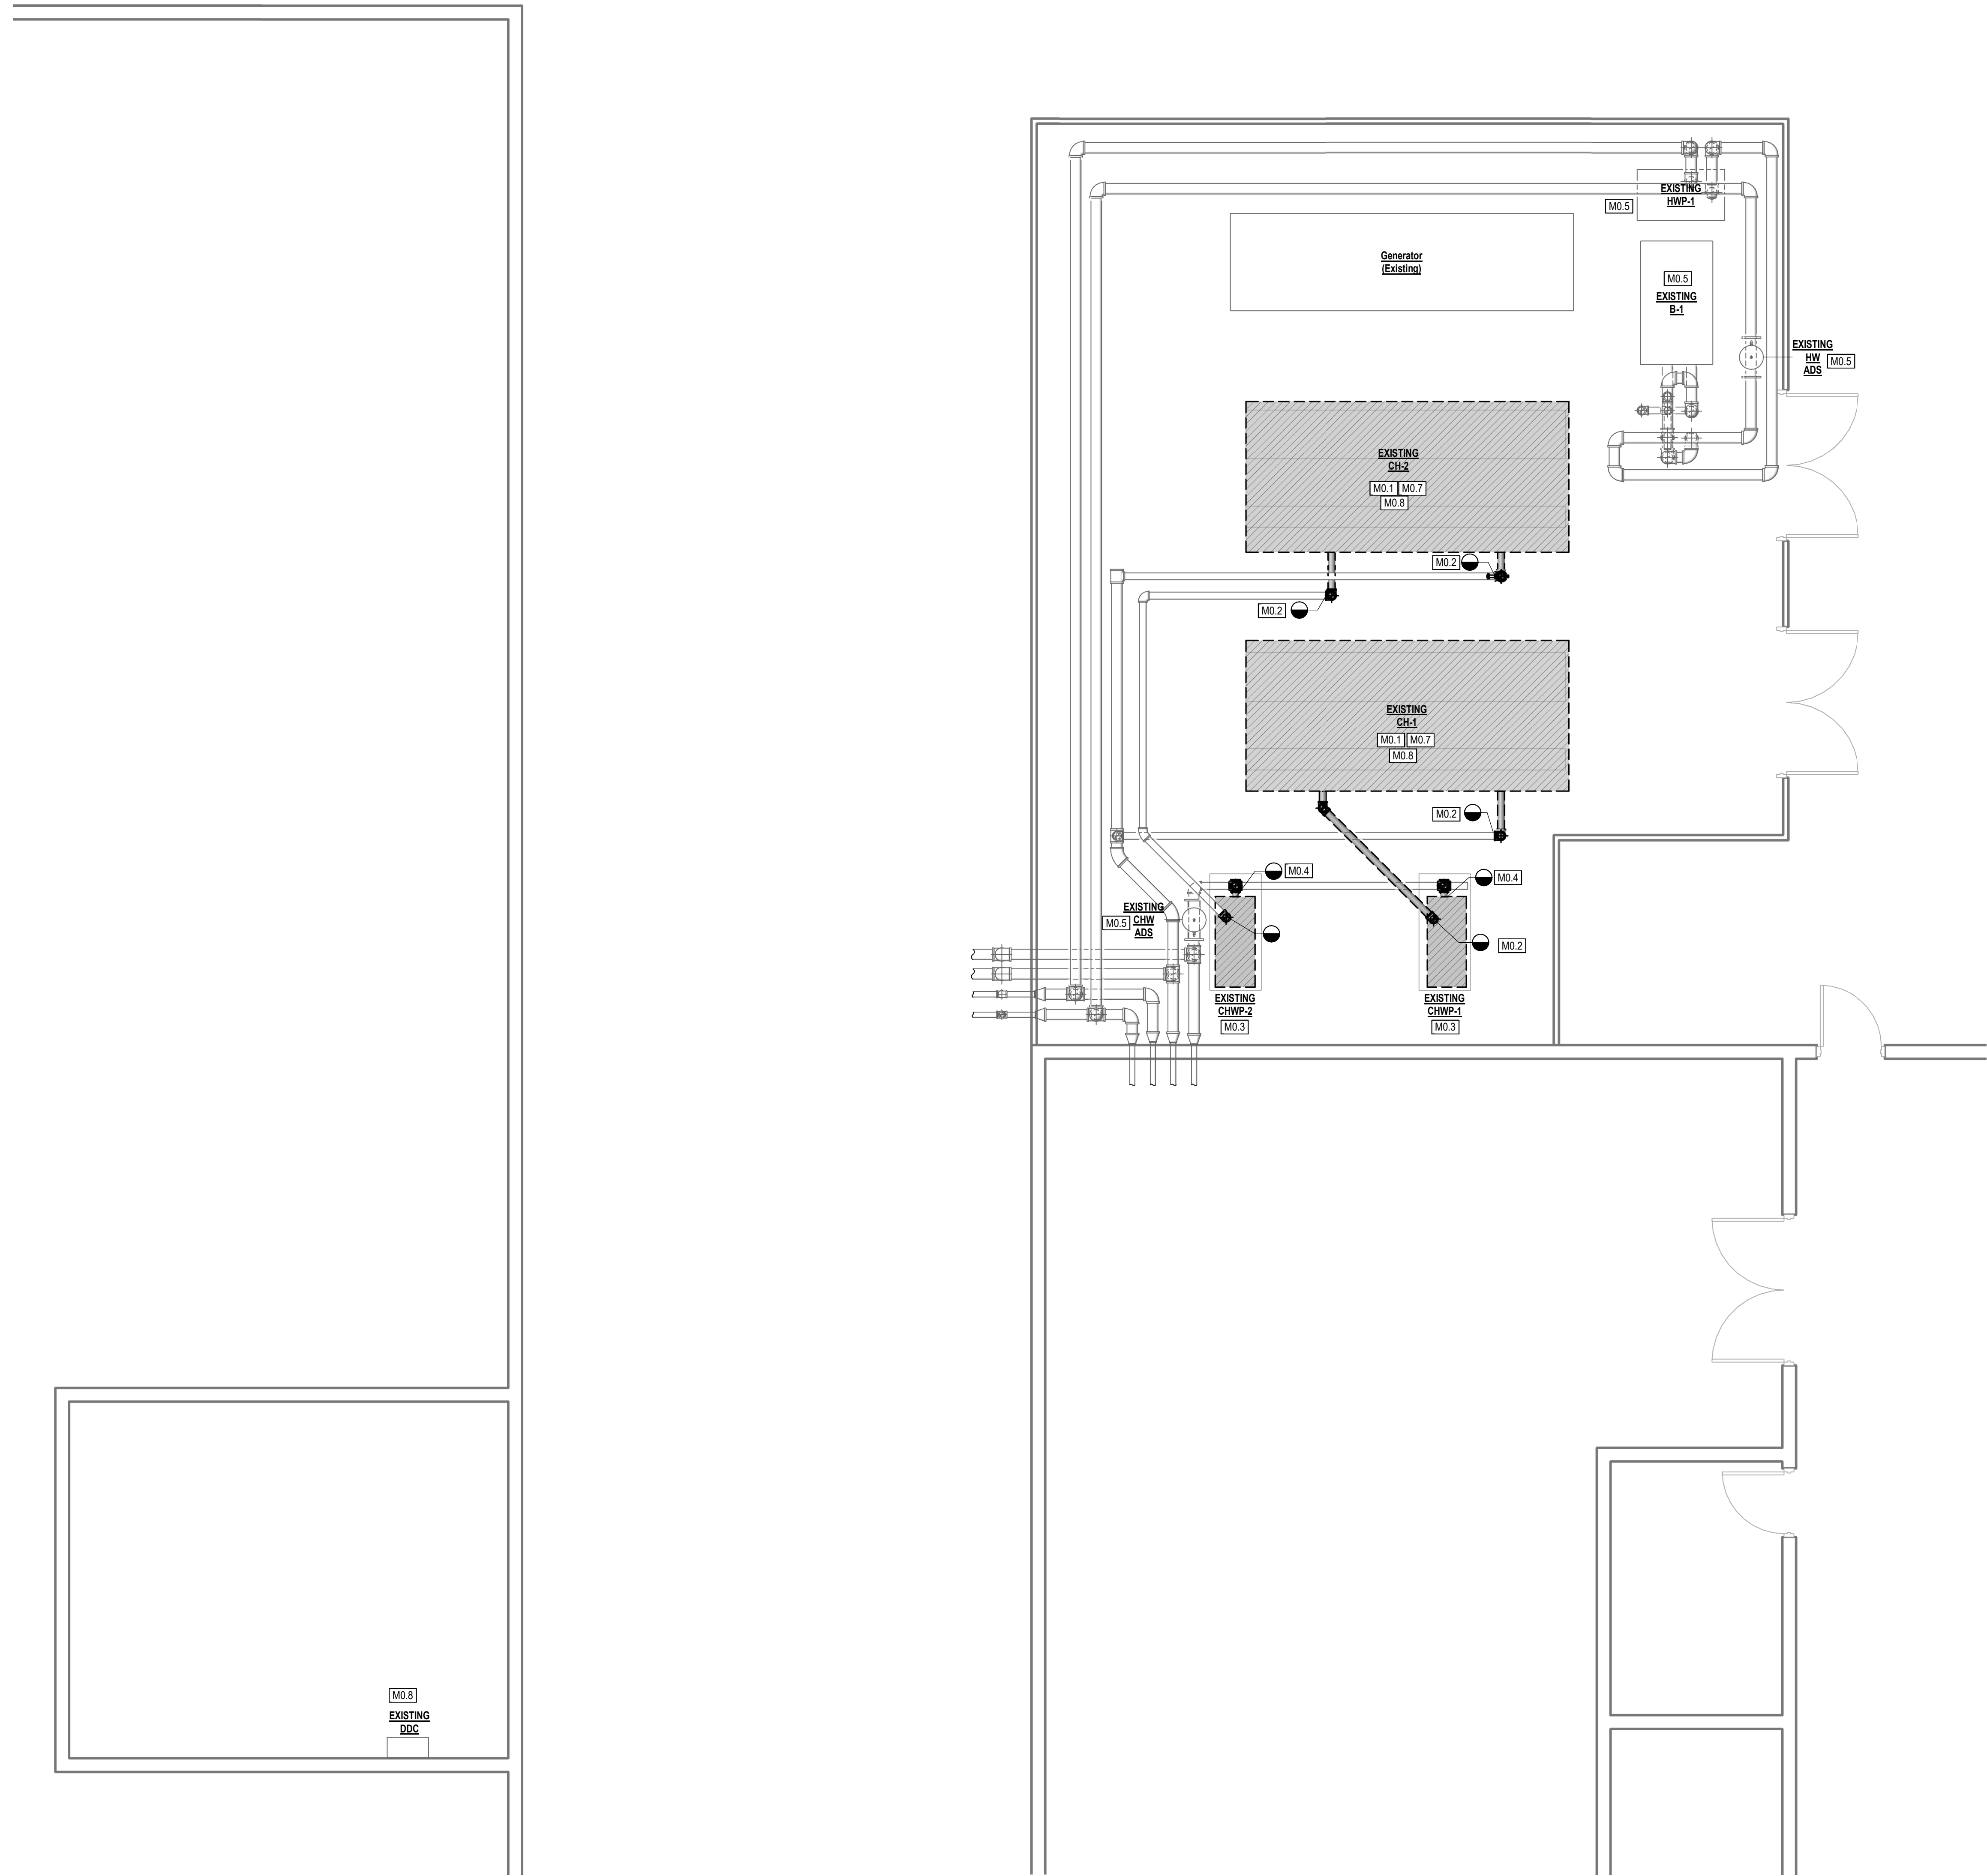 EXISTING
HWP-1
M0.5
Generator
(Existing)
M0.5
EXISTING
B-1
EXISTING
HW
ADS
M0.5
EXISTING
CH-2
M0.1 M0.7
M0.8
M0.2
M0.2
EXISTING
CH-1
M0.1 M0.7
M0.8
M0.2
M0.4
M0.4
EXISTING
CHW
ADS
M0.5
M0.2
EXISTING
CHWP-2
M0.3
EXISTING
CHWP-1
M0.3
M0.8
EXISTING
DDC